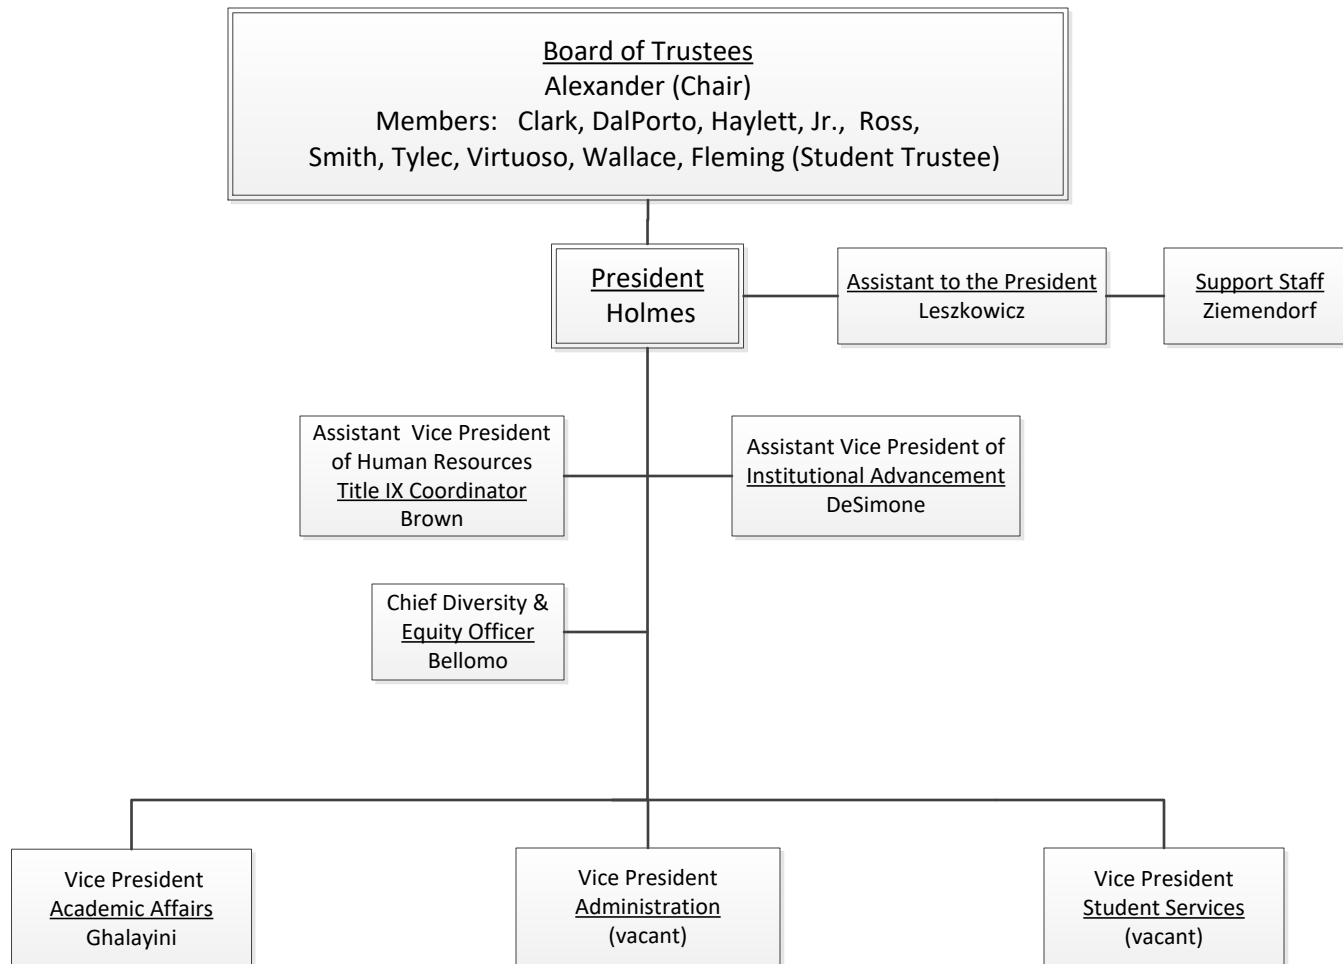 Board of Trustees
Alexander (Chair)
Members:   Clark, DalPorto, Haylett, Jr.,  Ross,
Smith, Tylec, Virtuoso, Wallace, Fleming (Student Trustee)
President
Holmes
Assistant to the President
Leszkowicz
Support Staff
Ziemendorf
Assistant  Vice President
of Human Resources
Title IX Coordinator
Brown
Assistant Vice President of
Institutional Advancement
DeSimone
Chief Diversity &
Equity Officer
Bellomo
Vice President
Academic Affairs
Ghalayini
Vice President
Administration
(vacant)
Vice President
Student Services
(vacant)